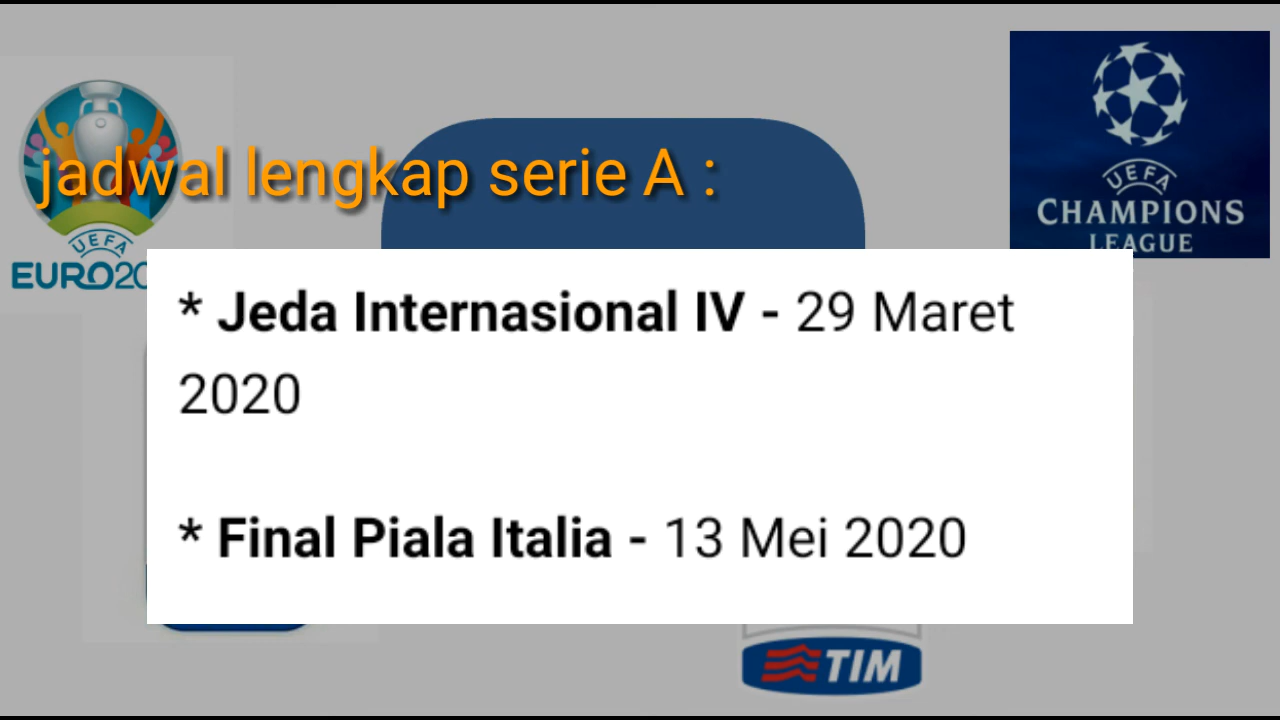 UEFA
CHAMPIONS
LEAGUE
jadwal lengkap serie A :
UEFA
EURO20
* Jeda Internasional IV - 29 Maret
2020
* Final Piala Italia - 13 Mei 2020
TIM